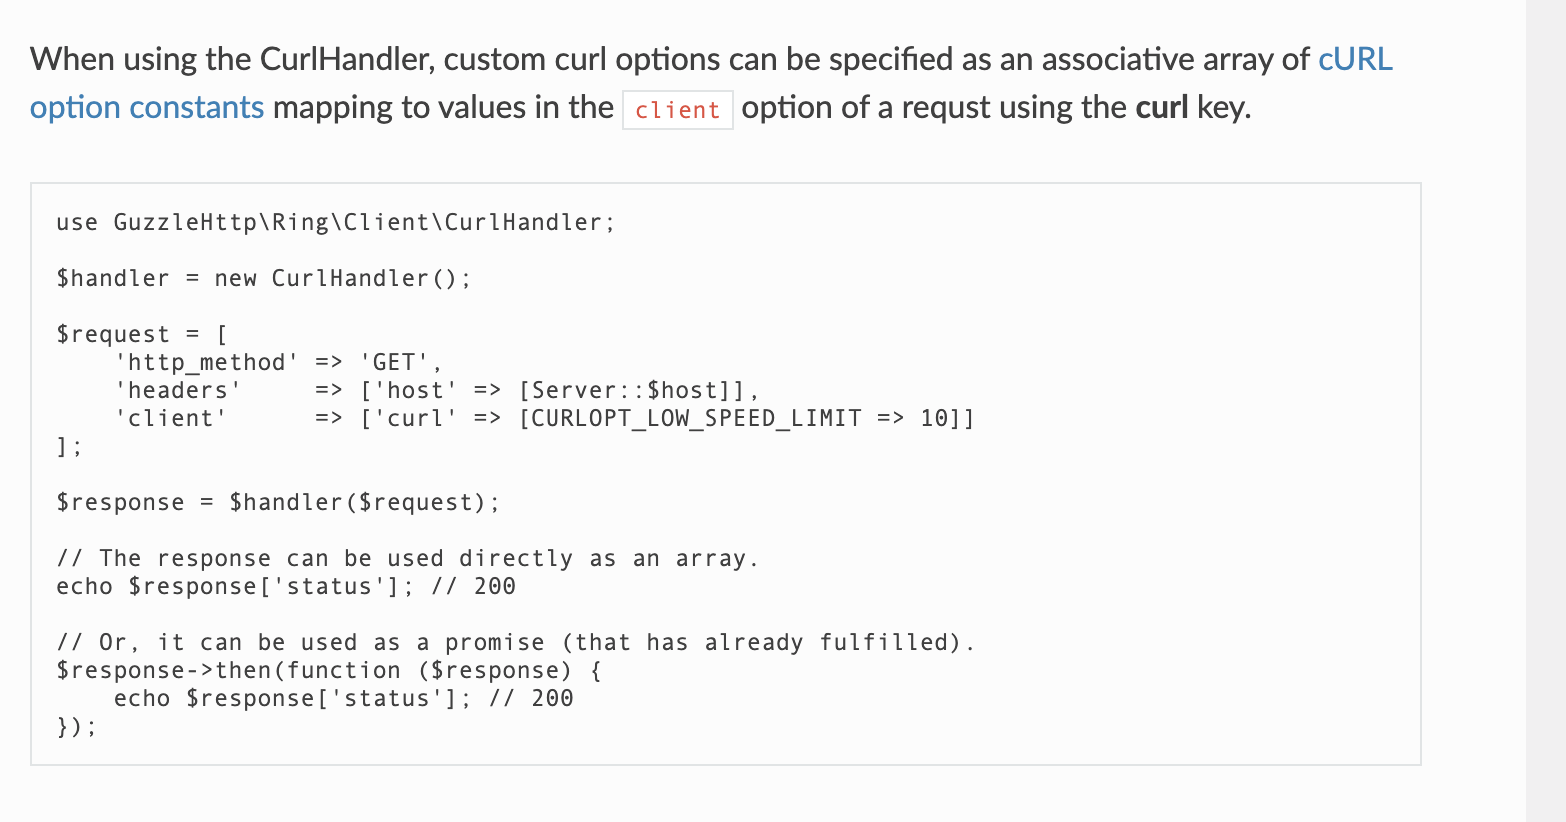 When using the CurlHandler, custom curl options can be specified as an associative array of cURL
option constants mapping to values in the client option of a requst using the curl key.
use GuzzleHttp\Ring\Client\CurlHandler;
$handler = new CurlHandler();
$request = [
    'http_method' => 'GET',
    'headers'     => ['host' => [Server::$host]],
    'client'      => ['curl' => [CURLOPT_LOW_SPEED_LIMIT => 10]]
];
$response = $handler($request);
// The response can be used directly as an array.
echo $response['status']; // 200
// Or, it can be used as a promise (that has already fulfilled).
$response->then(function ($response) {
    echo $response['status']; // 200
});